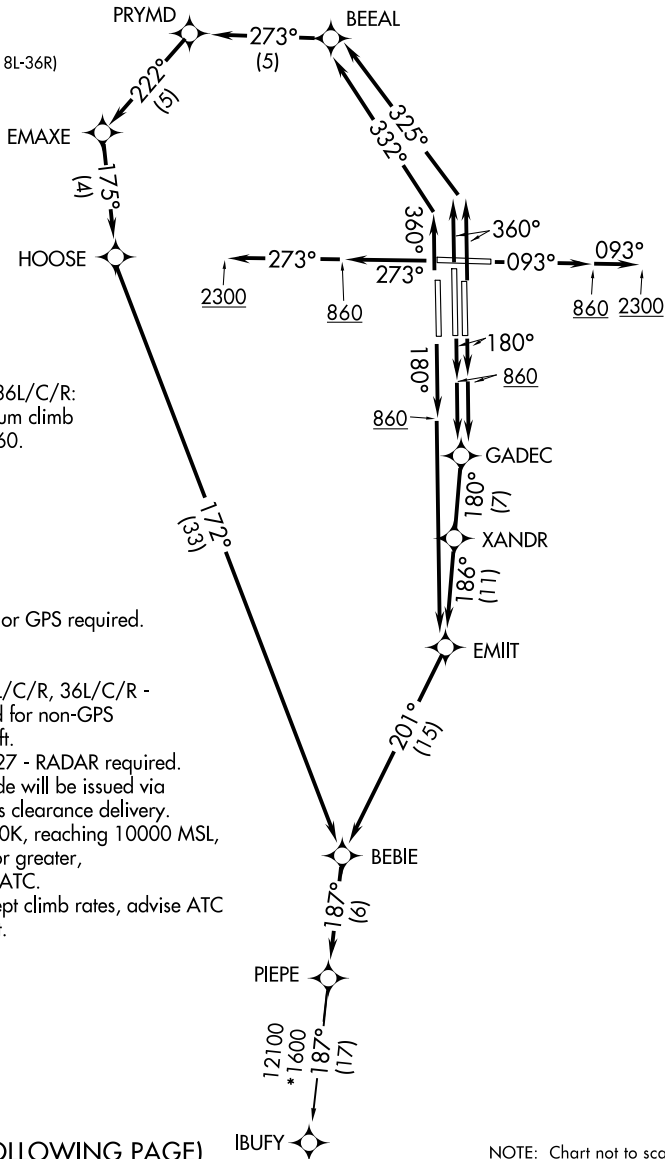 PRYMD
BEEAL
273°
(5)
8L-36R)
222°
(5)
EMAXE
325°
332°
175°
(4)
360°
360°
HOOSE
273°
273°
093°
093°
2300
860
860
2300
180°
180°
860
36L/C/R:
um climb
60.
860
GADEC
180°
(7)
172°
(33)
XANDR
186°
(11)
or GPS required.
EMIIT
L/C/R, 36L/C/R -
d for non-GPS
ft.
27 - RADAR required.
de will be issued via
s clearance delivery.
0K, reaching 10000 MSL,
or greater,
ATC.
ept climb rates, advise ATC
t.
201°
(15)
BEBIE
187°
(6)
PIEPE
12100
*1600
187°
(17)
OLLOWING PAGE)
IBUFY
NOTE: Chart not to sca